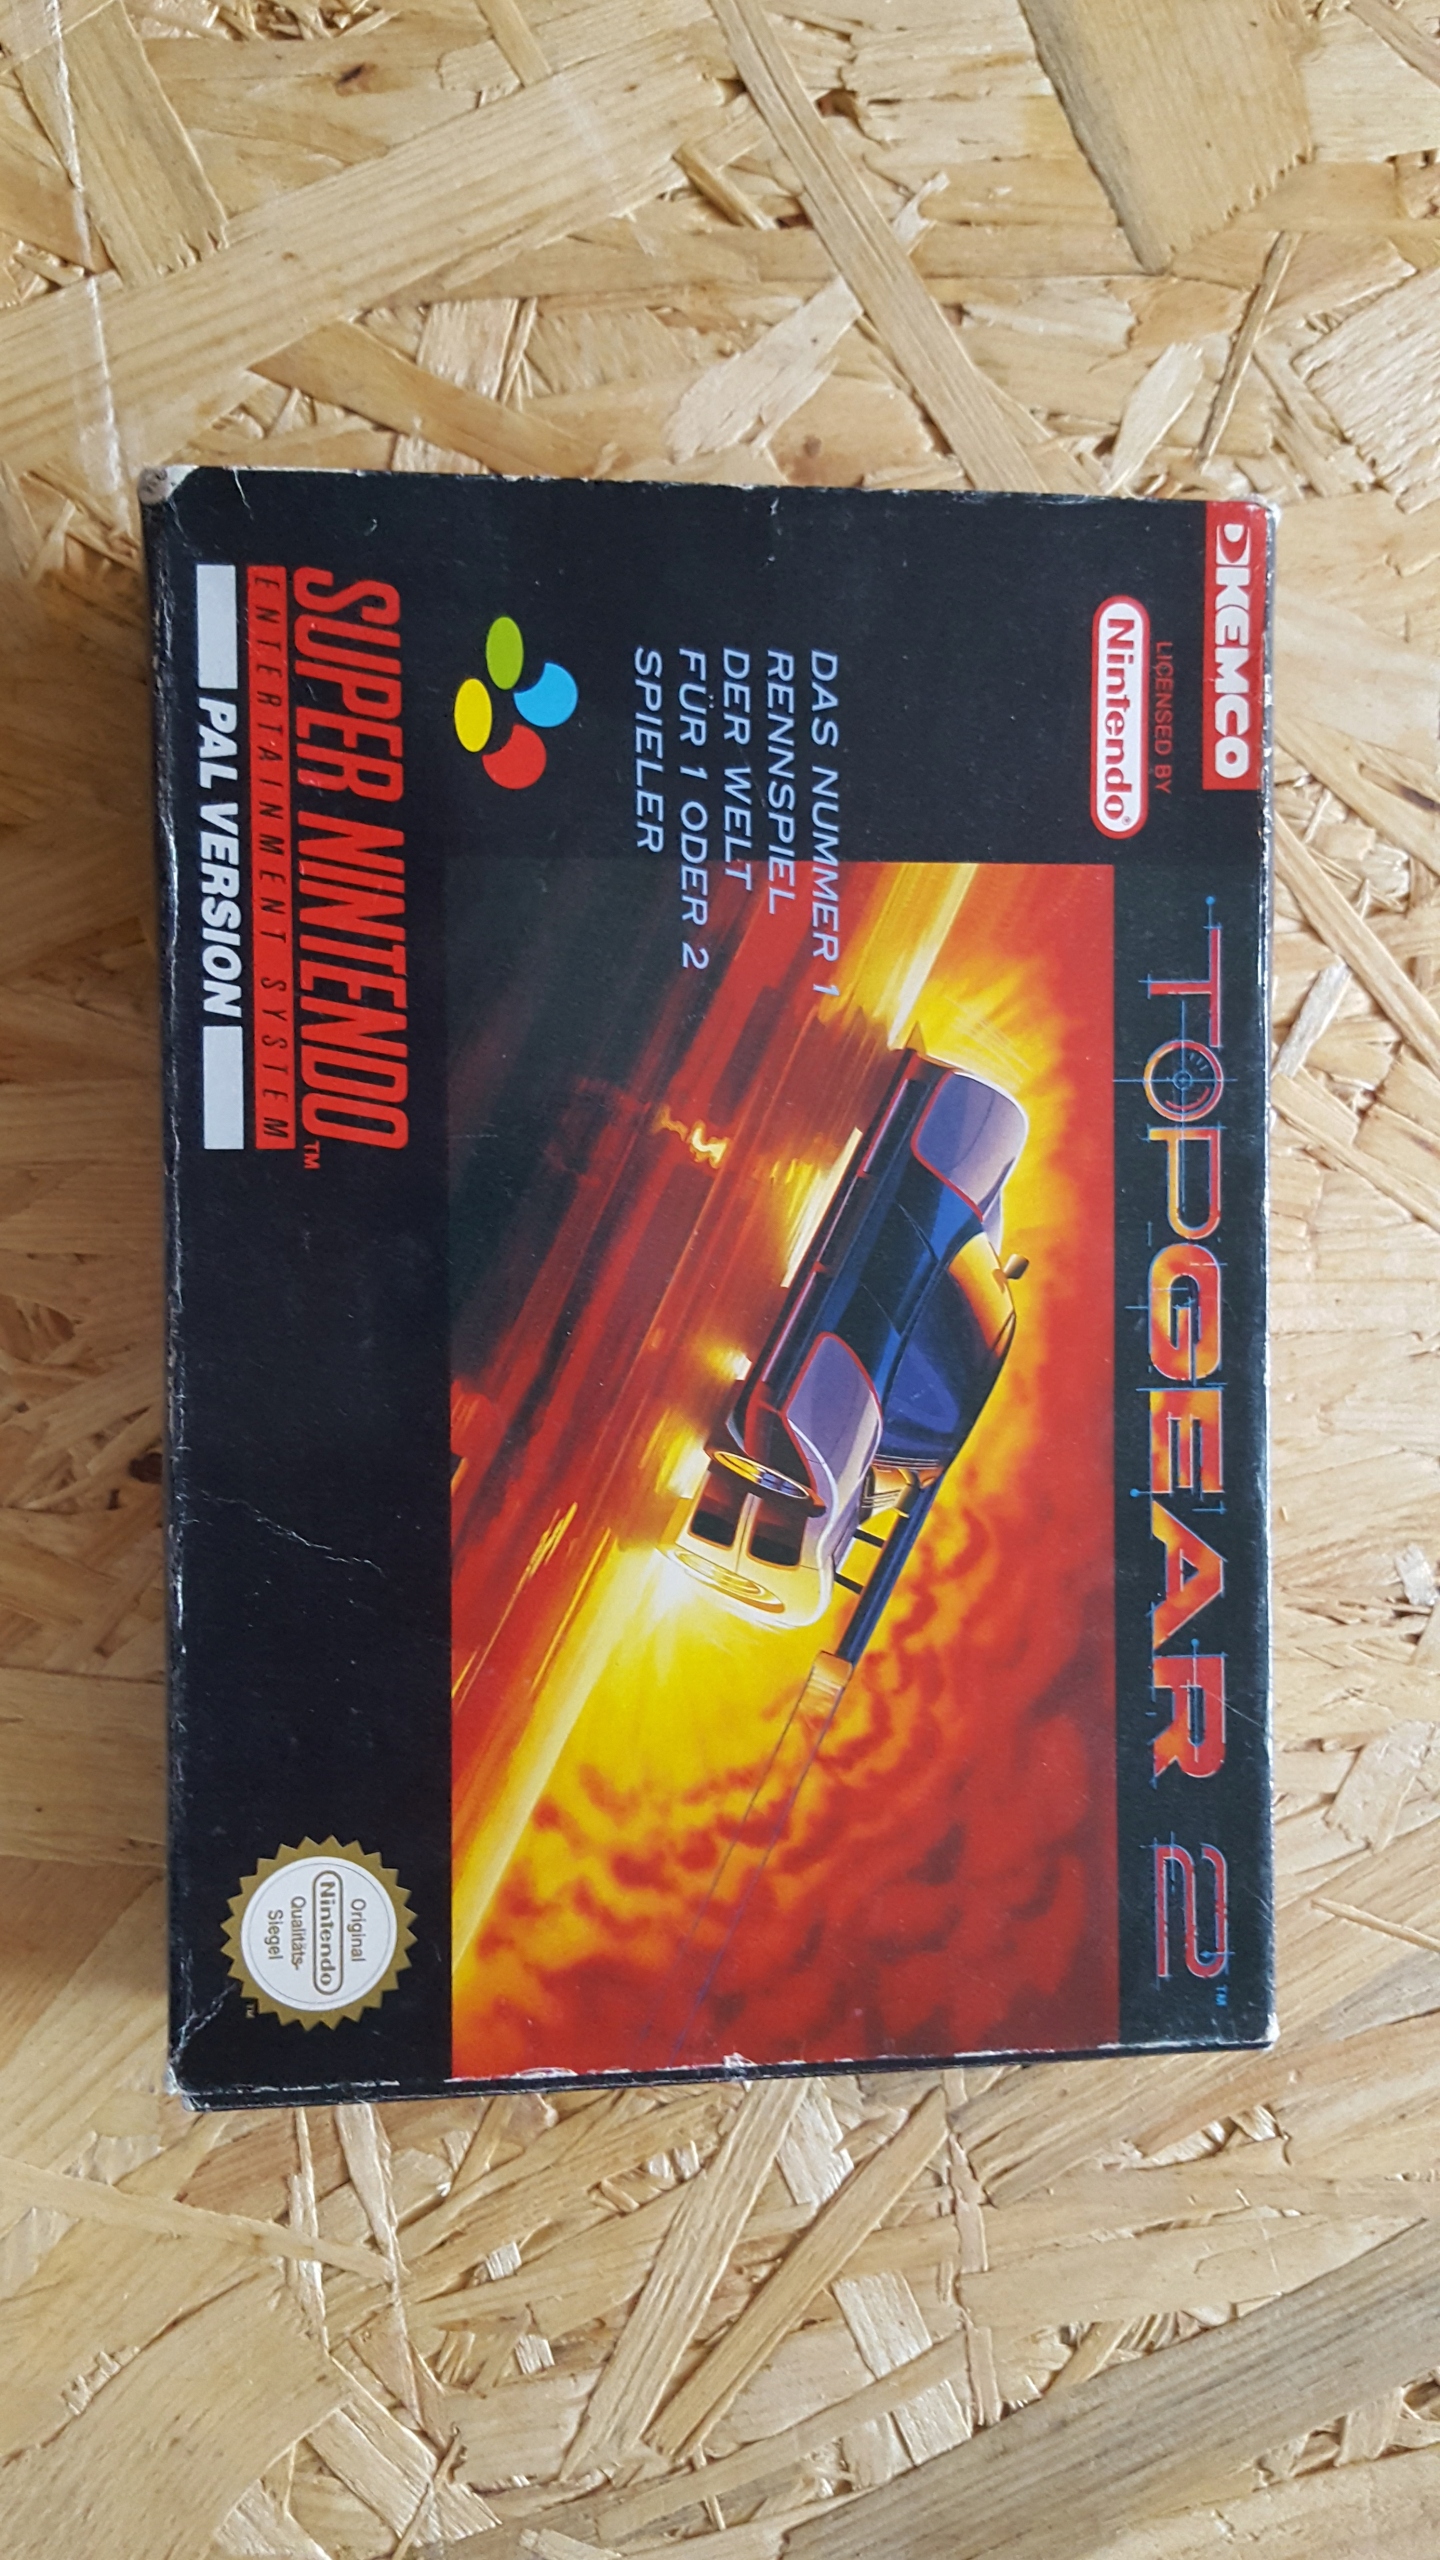 KEMCO
LICENSED BY
Nintendo®
TOP GEAR 2™
DAS NUMMER 1
RENNSPIEL
DER WELT
FÜR 1 ODER 2
SPIELER
SUPER NINTENDO™
ENTERTAINMENT SYSTEM
PAL VERSION
Original
Nintendo
Qualitäts-
Siegel
TM